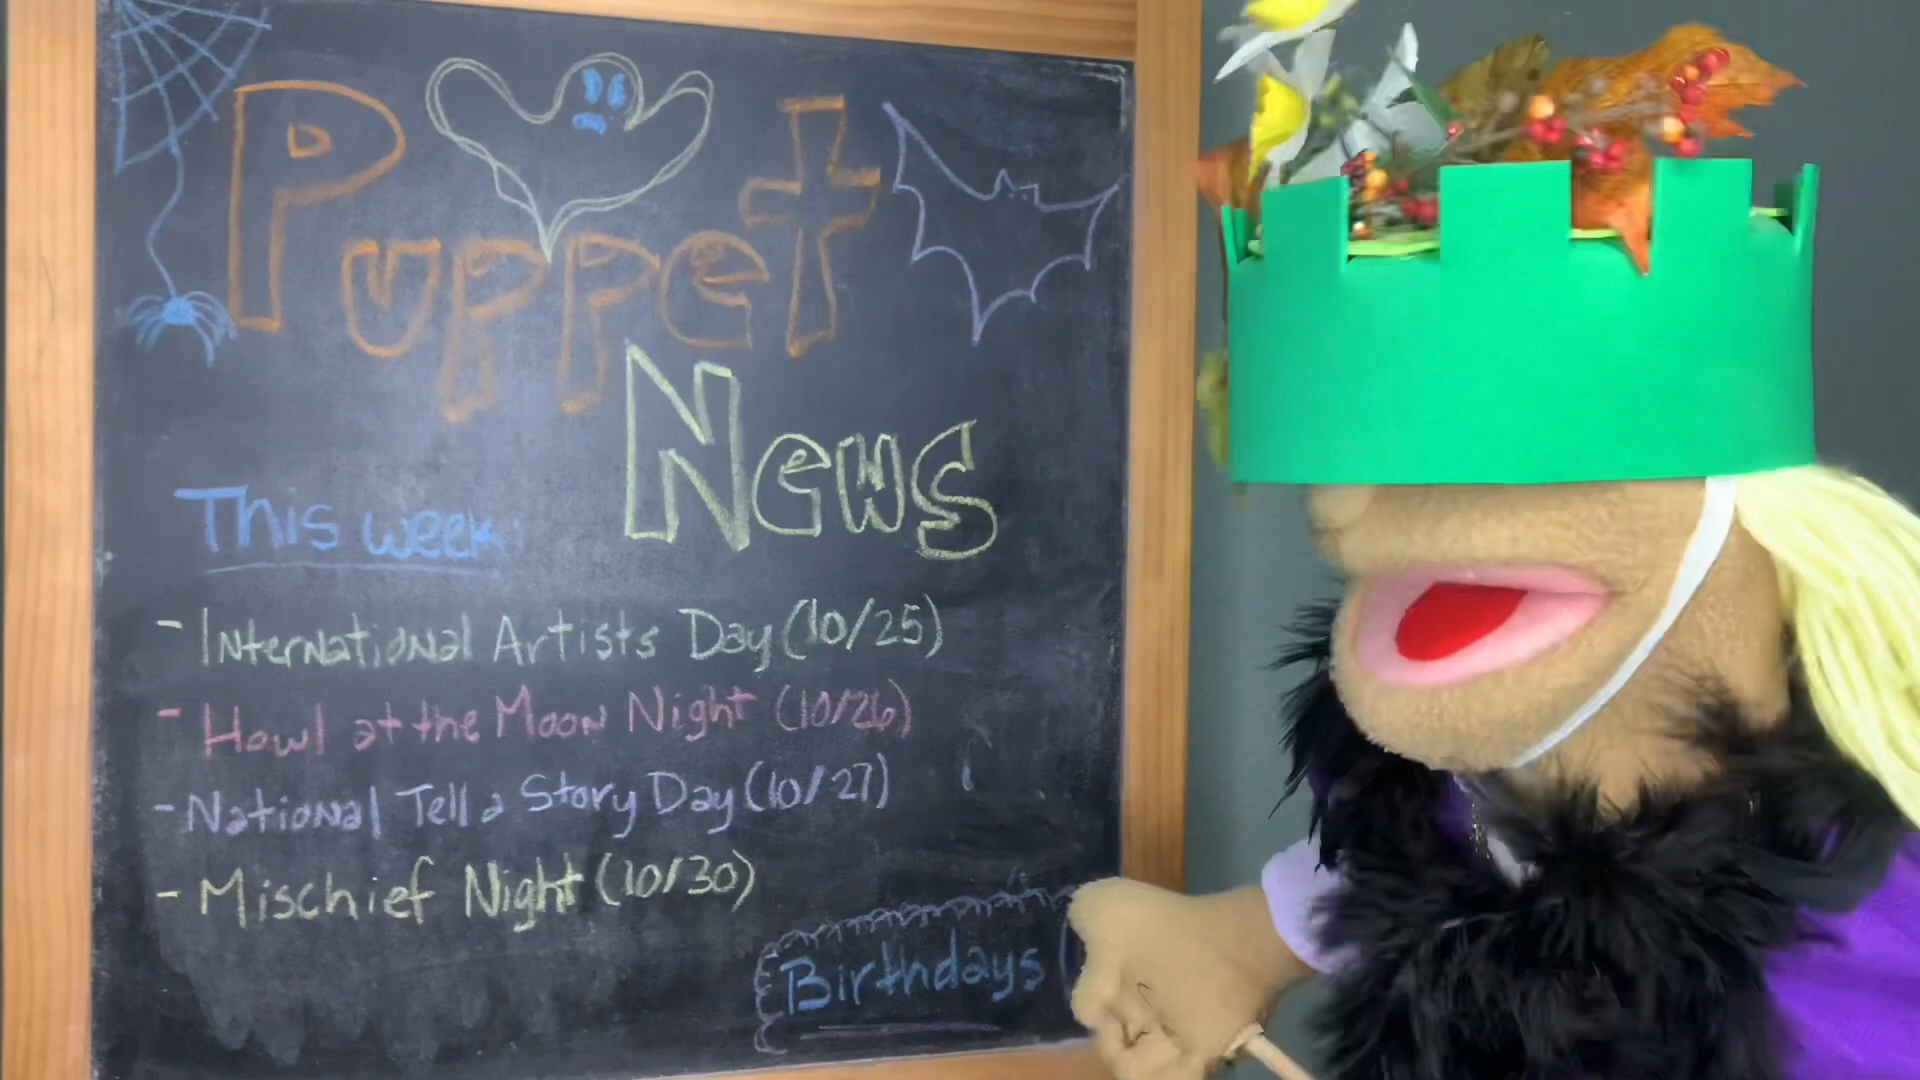 Puppet
News
This week:
- International Artists Day (10/25)
- Howl at the Moon Night (10/26)
- National Tell a Story Day (10/27)
- Mischief Night (10/30)
Birthdays